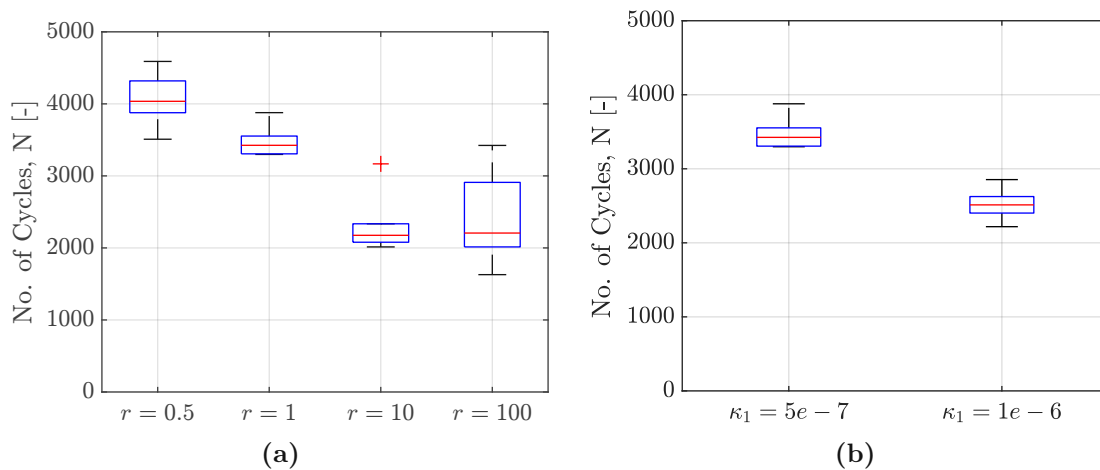 No. of Cycles, N [-]
5000
4000
3000
2000
1000
0
r = 0.5 r = 1 r = 10 r = 100
(a)
No. of Cycles, N [-]
5000
4000
3000
2000
1000
0
κ₁ = 5e − 7 κ₁ = 1e − 6
(b)